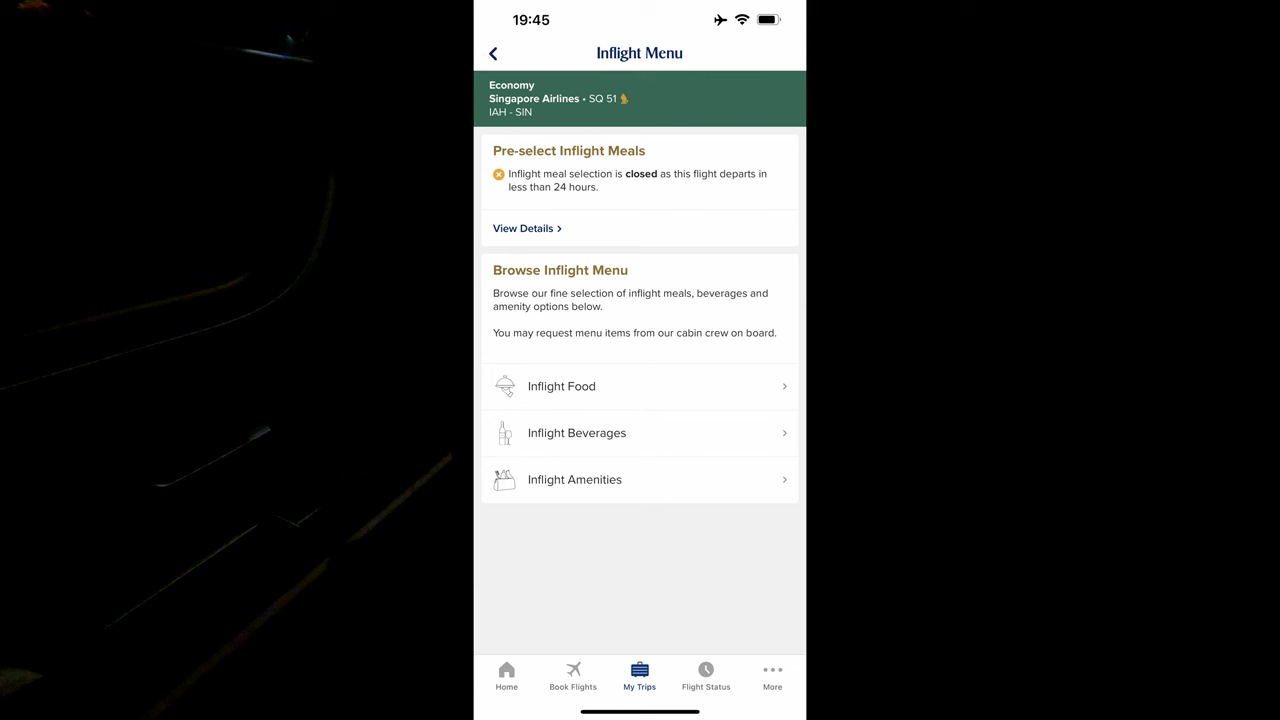 19:45
Inflight Menu
Economy
Singapore Airlines • SQ 51
IAH - SIN
Pre-select Inflight Meals
Inflight meal selection is closed as this flight departs in
less than 24 hours.
View Details
Browse Inflight Menu
Browse our fine selection of inflight meals, beverages and
amenity options below.
You may request menu items from our cabin crew on board.
Inflight Food
Inflight Beverages
Inflight Amenities
Home
Book Flights
My Trips
Flight Status
More